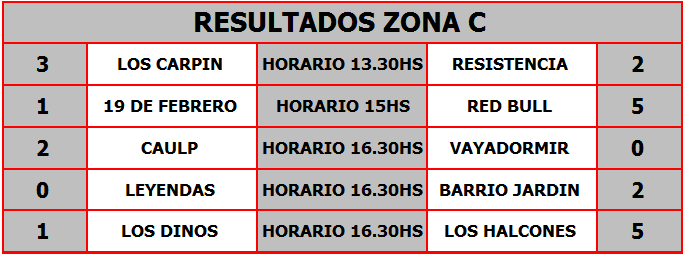 RESULTADOS ZONA C
3 LOS CARPIN HORARIO 13.30HS RESISTENCIA 2
1 19 DE FEBRERO HORARIO 15HS RED BULL 5
2 CAULP HORARIO 16.30HS VAYADORMIR 0
0 LEYENDAS HORARIO 16.30HS BARRIO JARDIN 2
1 LOS DINOS HORARIO 16.30HS LOS HALCONES 5